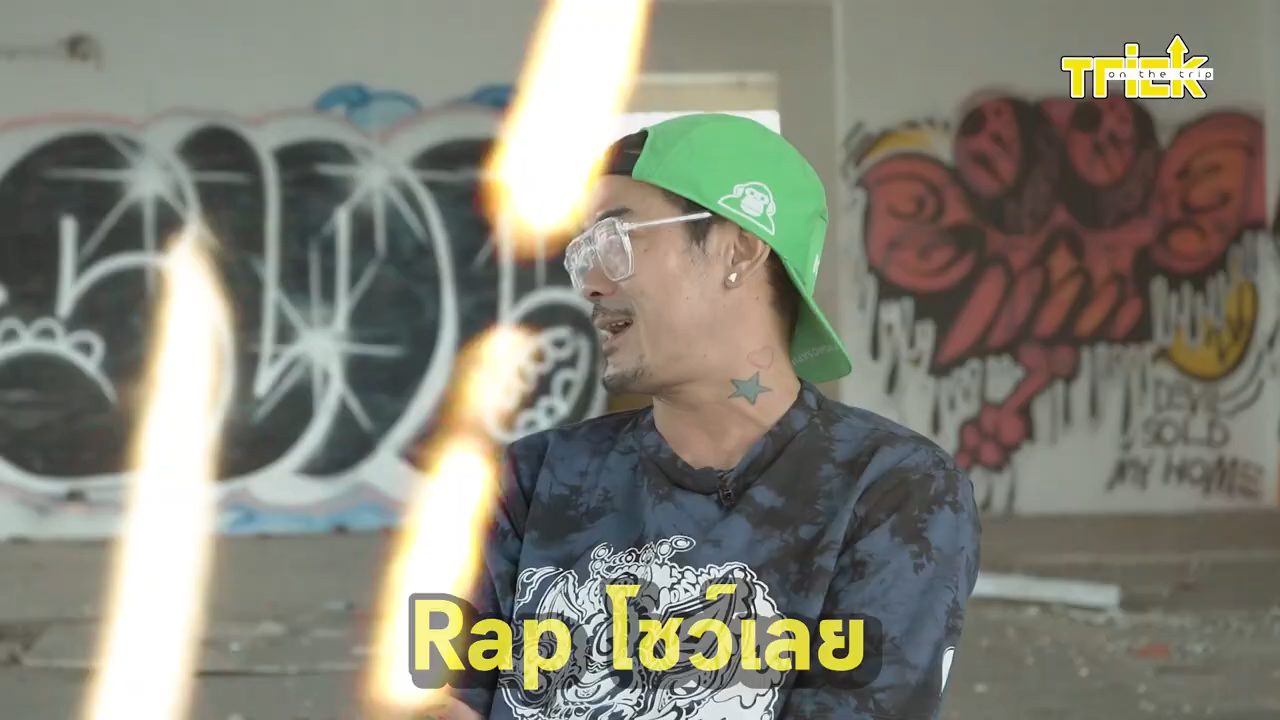 TRiCK
on the trip
DEVIL
SOLD
MY HOME
Rap โชว์เลย